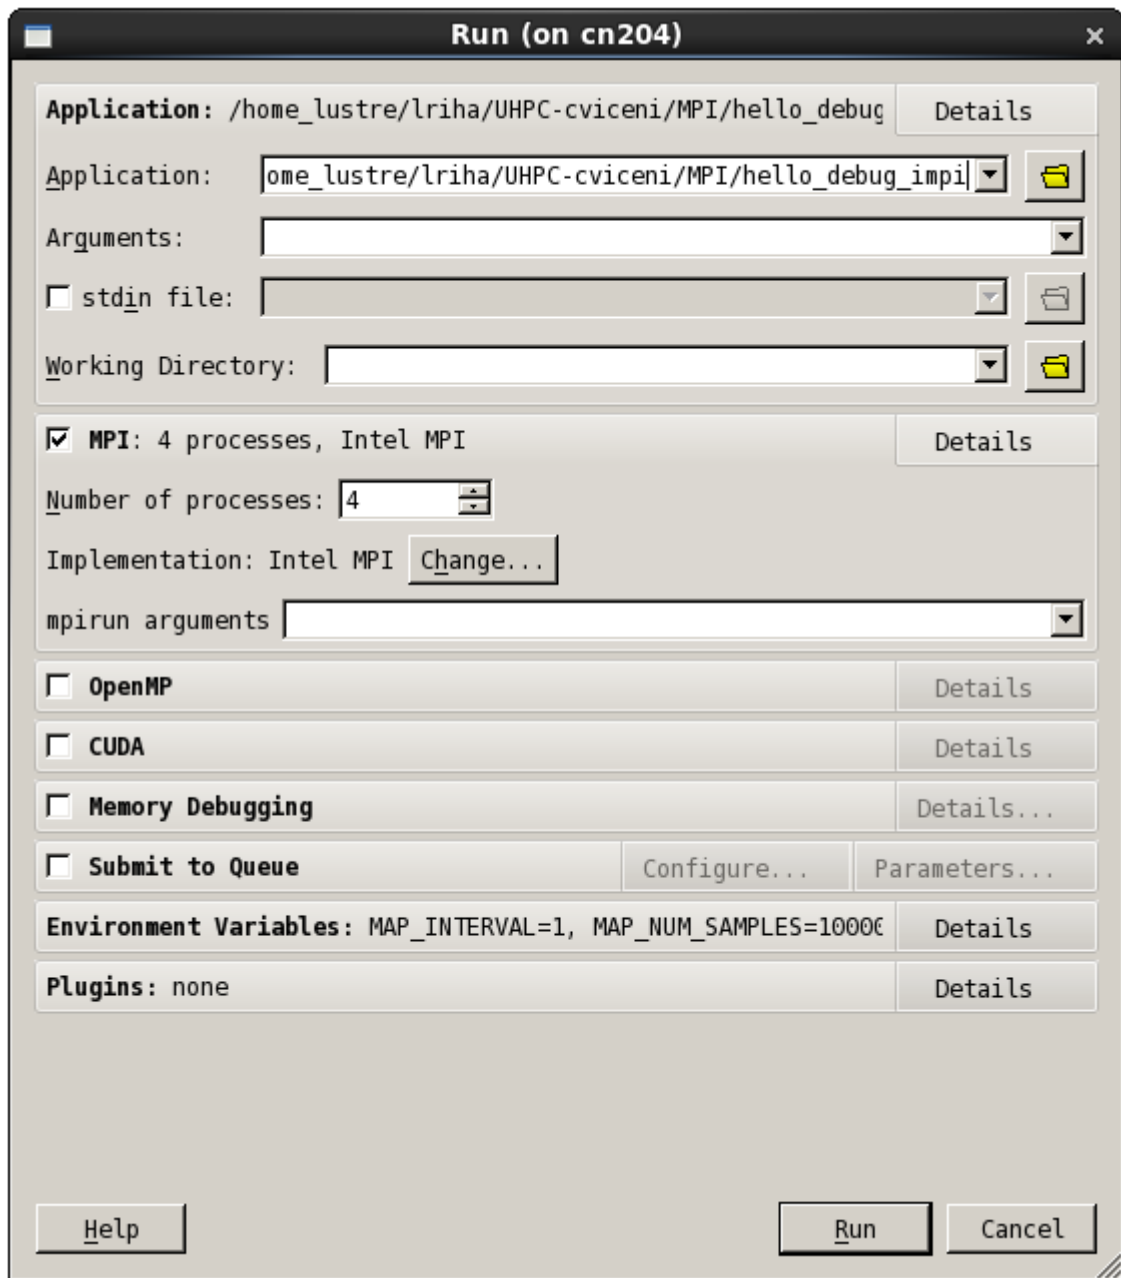 Run (on cn204)
Application: /home_lustre/lriha/UHPC-cviceni/MPI/hello_debug Details
Application: ome_lustre/lriha/UHPC-cviceni/MPI/hello_debug_impi
Arguments:
stdin file:
Working Directory:
MPI: 4 processes, Intel MPI Details
Number of processes: 4
Implementation: Intel MPI Change...
mpirun arguments
OpenMP Details
CUDA Details
Memory Debugging Details...
Submit to Queue Configure... Parameters...
Environment Variables: MAP_INTERVAL=1, MAP_NUM_SAMPLES=10000 Details
Plugins: none Details
Help Run Cancel